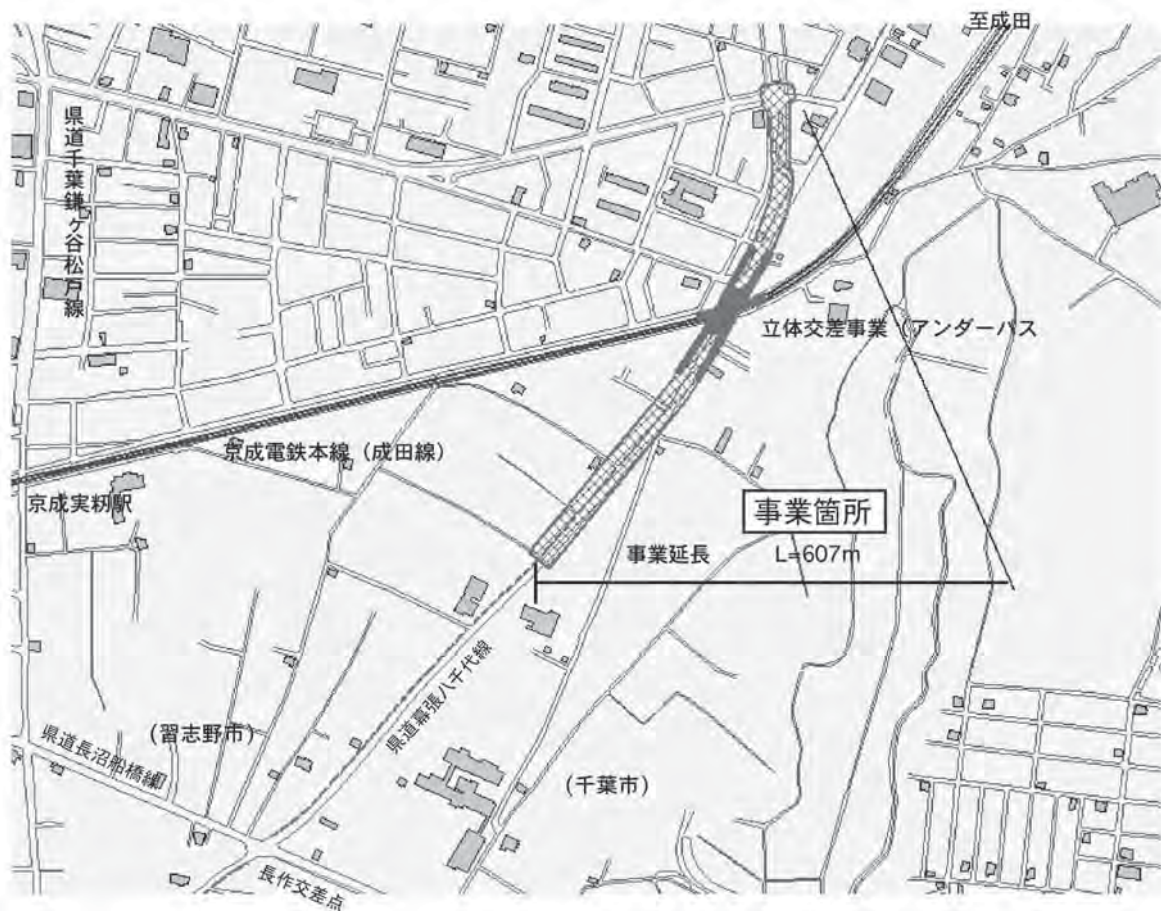 至成田
県道千葉鎌ヶ谷松戸線
立体交差事業（アンダーパス
京成電鉄本線（成田線）
京成実籾駅
事業箇所
事業延長 L=607m
県道幕張八千代線
（習志野市）
県道長沼船橋線
（千葉市）
長作交差点